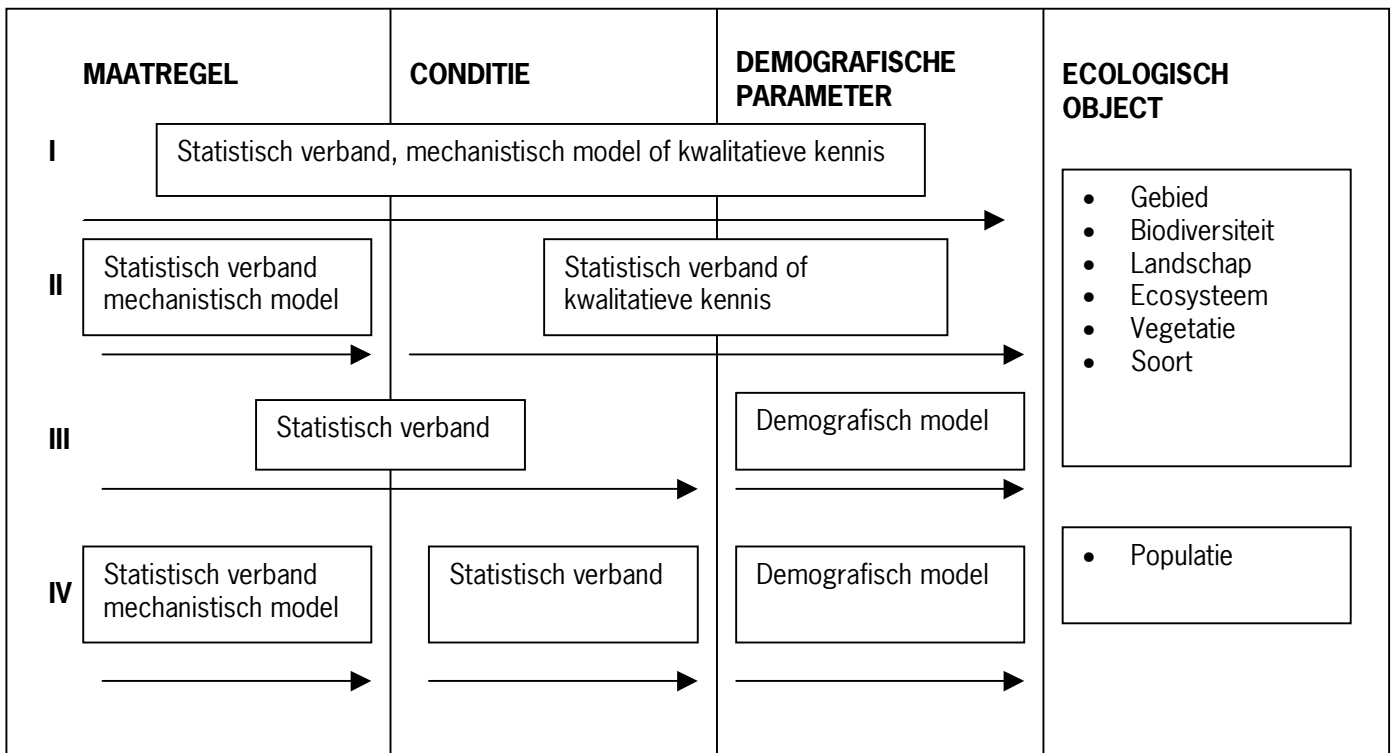 MAATREGEL
CONDITIE
DEMOGRAFISCHE
PARAMETER
ECOLOGISCH
OBJECT
I
Statistisch verband, mechanistisch model of kwalitatieve kennis
II
Statistisch verband
mechanistisch model
Statistisch verband of
kwalitatieve kennis
III
Statistisch verband
Demografisch model
IV
Statistisch verband
mechanistisch model
Statistisch verband
Demografisch model
• Gebied
• Biodiversiteit
• Landschap
• Ecosysteem
• Vegetatie
• Soort
• Populatie